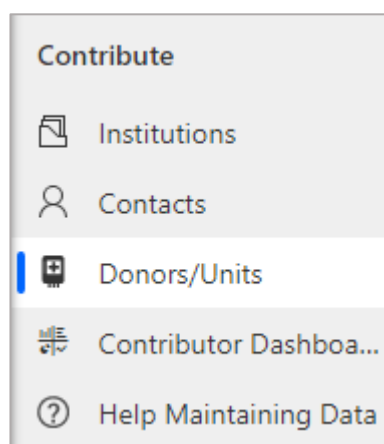 Contribute
Institutions
Contacts
Donors/Units
Contributor Dashboa...
Help Maintaining Data